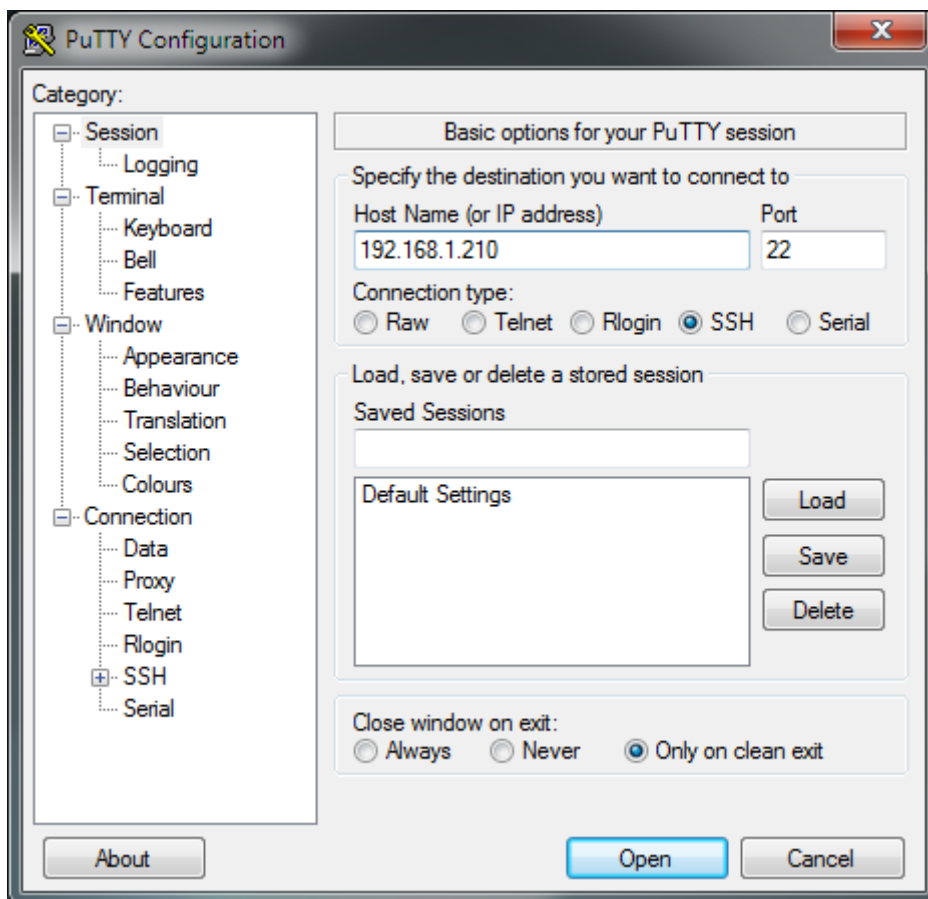 PuTTY Configuration
Category:
Session
Logging
Terminal
Keyboard
Bell
Features
Window
Appearance
Behaviour
Translation
Selection
Colours
Connection
Data
Proxy
Telnet
Rlogin
SSH
Serial
Basic options for your PuTTY session
Specify the destination you want to connect to
Host Name (or IP address) Port
192.168.1.210 22
Connection type:
Raw Telnet Rlogin SSH Serial
Load, save or delete a stored session
Saved Sessions
Default Settings
Load
Save
Delete
Close window on exit:
Always Never Only on clean exit
About Open Cancel